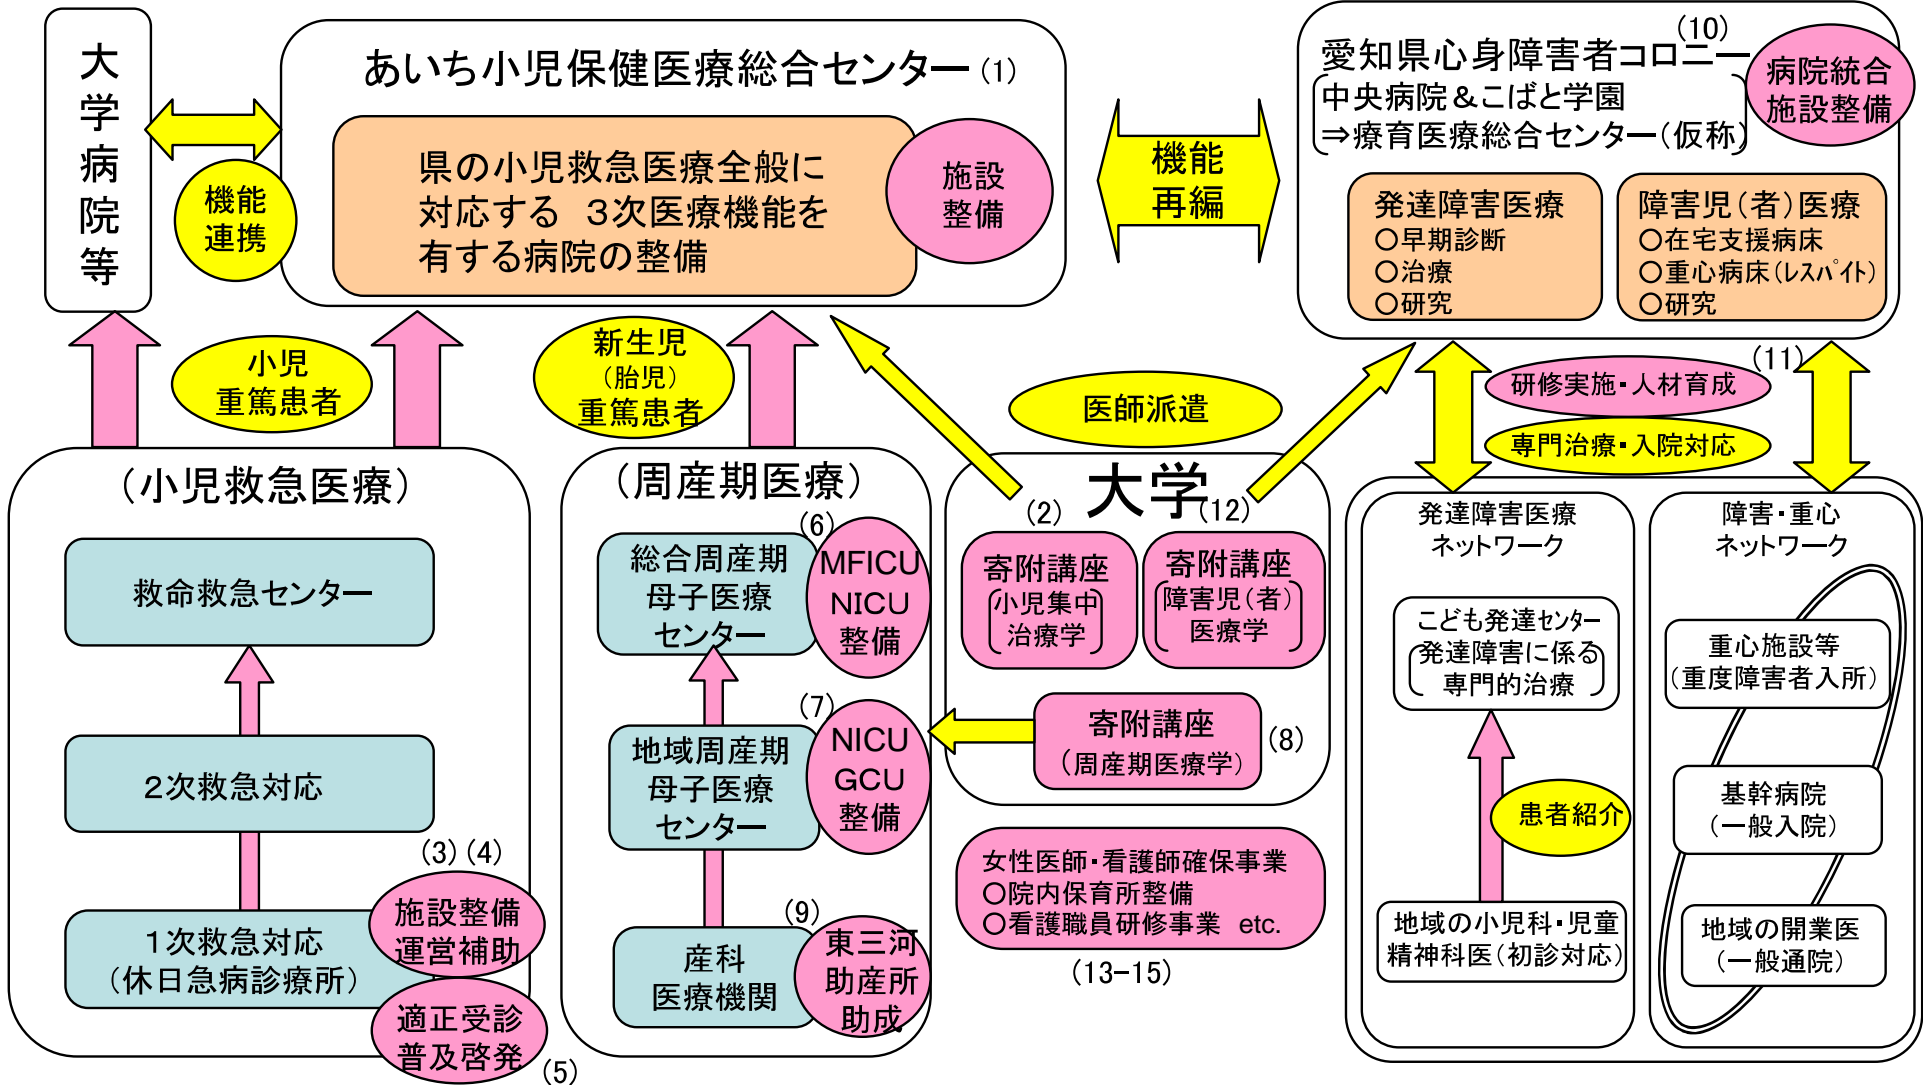 大学病院等
あいち小児保健医療総合センター(1)
県の小児救急医療全般に
対応する 3次医療機能を
有する病院の整備
施設
整備
機能
連携
機能
再編
(10)
愛知県心身障害者コロニー
中央病院&こばと学園
⇒療育医療総合センター(仮称)
病院統合
施設整備
発達障害医療
○早期診断
○治療
○研究
障害児(者)医療
○在宅支援病床
○重心病床(レスパイト)
○研究
小児
重篤患者
新生児
(胎児)
重篤患者
医師派遣
(11)
研修実施・人材育成
専門治療・入院対応
(小児救急医療)
救命救急センター
2次救急対応
(3)(4)
1次救急対応
(休日急病診療所)
施設整備
運営補助
適正受診
普及啓発
(5)
(周産期医療)
(6)
総合周産期
母子医療
センター
MFICU
NICU
整備
(7)
地域周産期
母子医療
センター
NICU
GCU
整備
(9)
産科
医療機関
東三河
助産所
助成
大学
(2)
寄附講座
小児集中
治療学
(12)
寄附講座
障害児(者)
医療学
寄附講座
(周産期医療学)
(8)
女性医師・看護師確保事業
○院内保育所整備
○看護職員研修事業 etc.
(13-15)
発達障害医療
ネットワーク
こども発達センター
発達障害に係る
専門的治療
患者紹介
地域の小児科・児童
精神科医(初診対応)
障害・重心
ネットワーク
重心施設等
(重度障害者入所)
基幹病院
(一般入院)
地域の開業医
(一般通院)